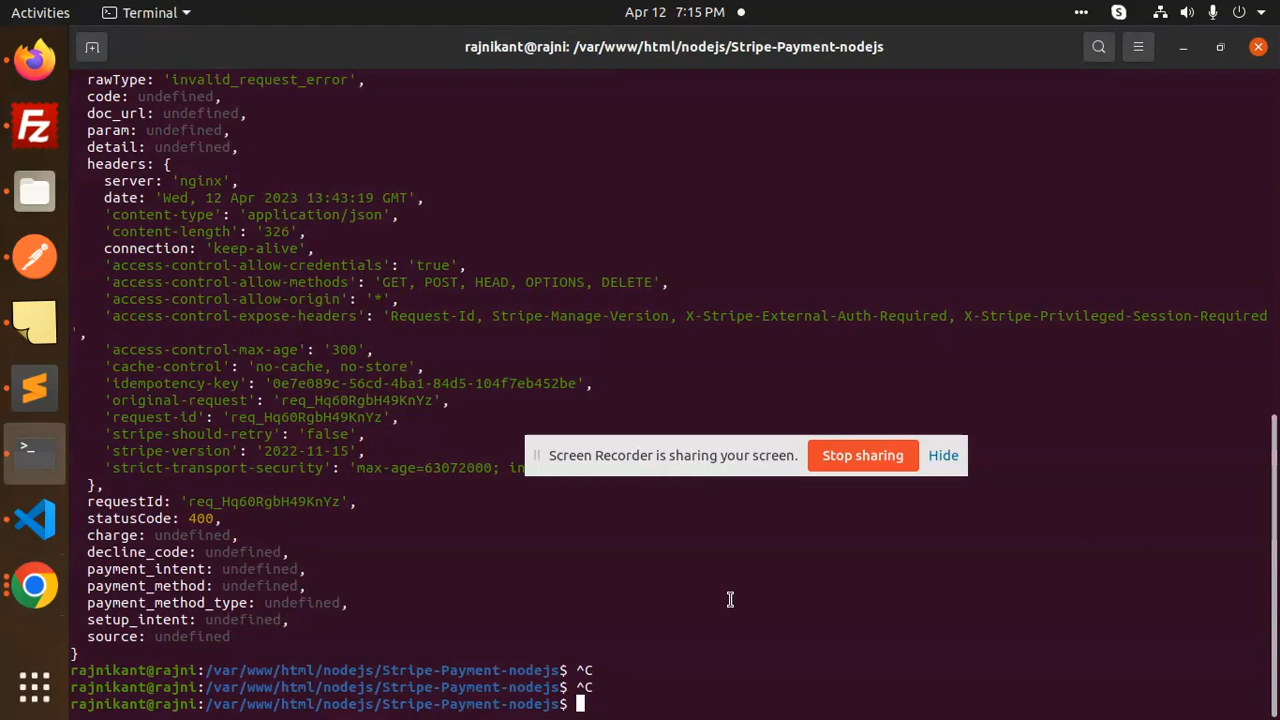 Activities Terminal Apr 12 7:15 PM
rajnikant@rajni: /var/www/html/nodejs/Stripe-Payment-nodejs
rawType: 'invalid_request_error',
code: undefined,
doc_url: undefined,
param: undefined,
detail: undefined,
headers: {
server: 'nginx',
date: 'Wed, 12 Apr 2023 13:43:19 GMT',
'content-type': 'application/json',
'content-length': '326',
connection: 'keep-alive',
'access-control-allow-credentials': 'true',
'access-control-allow-methods': 'GET, POST, HEAD, OPTIONS, DELETE',
'access-control-allow-origin': '*',
'access-control-expose-headers': 'Request-Id, Stripe-Manage-Version, X-Stripe-External-Auth-Required, X-Stripe-Privileged-Session-Required
',
'access-control-max-age': '300',
'cache-control': 'no-cache, no-store',
'idempotency-key': '0e7e089c-56cd-4ba1-84d5-104f7eb452be',
'original-request': 'req_Hq60RgbH49KnYz',
'request-id': 'req_Hq60RgbH49KnYz',
'stripe-should-retry': 'false',
'stripe-version': '2022-11-15',
'strict-transport-security': 'max-age=63072000; in
Screen Recorder is sharing your screen. Stop sharing Hide
},
requestId: 'req_Hq60RgbH49KnYz',
statusCode: 400,
charge: undefined,
decline_code: undefined,
payment_intent: undefined,
payment_method: undefined,
payment_method_type: undefined,
setup_intent: undefined,
source: undefined
}
rajnikant@rajni:/var/www/html/nodejs/Stripe-Payment-nodejs$ ^C
rajnikant@rajni:/var/www/html/nodejs/Stripe-Payment-nodejs$ ^C
rajnikant@rajni:/var/www/html/nodejs/Stripe-Payment-nodejs$